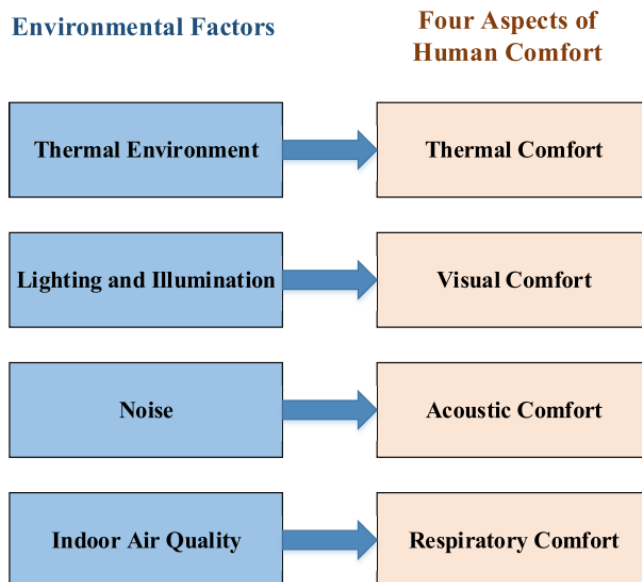 Environmental Factors
Four Aspects of
Human Comfort
Thermal Environment
Thermal Comfort
Lighting and Illumination
Visual Comfort
Noise
Acoustic Comfort
Indoor Air Quality
Respiratory Comfort